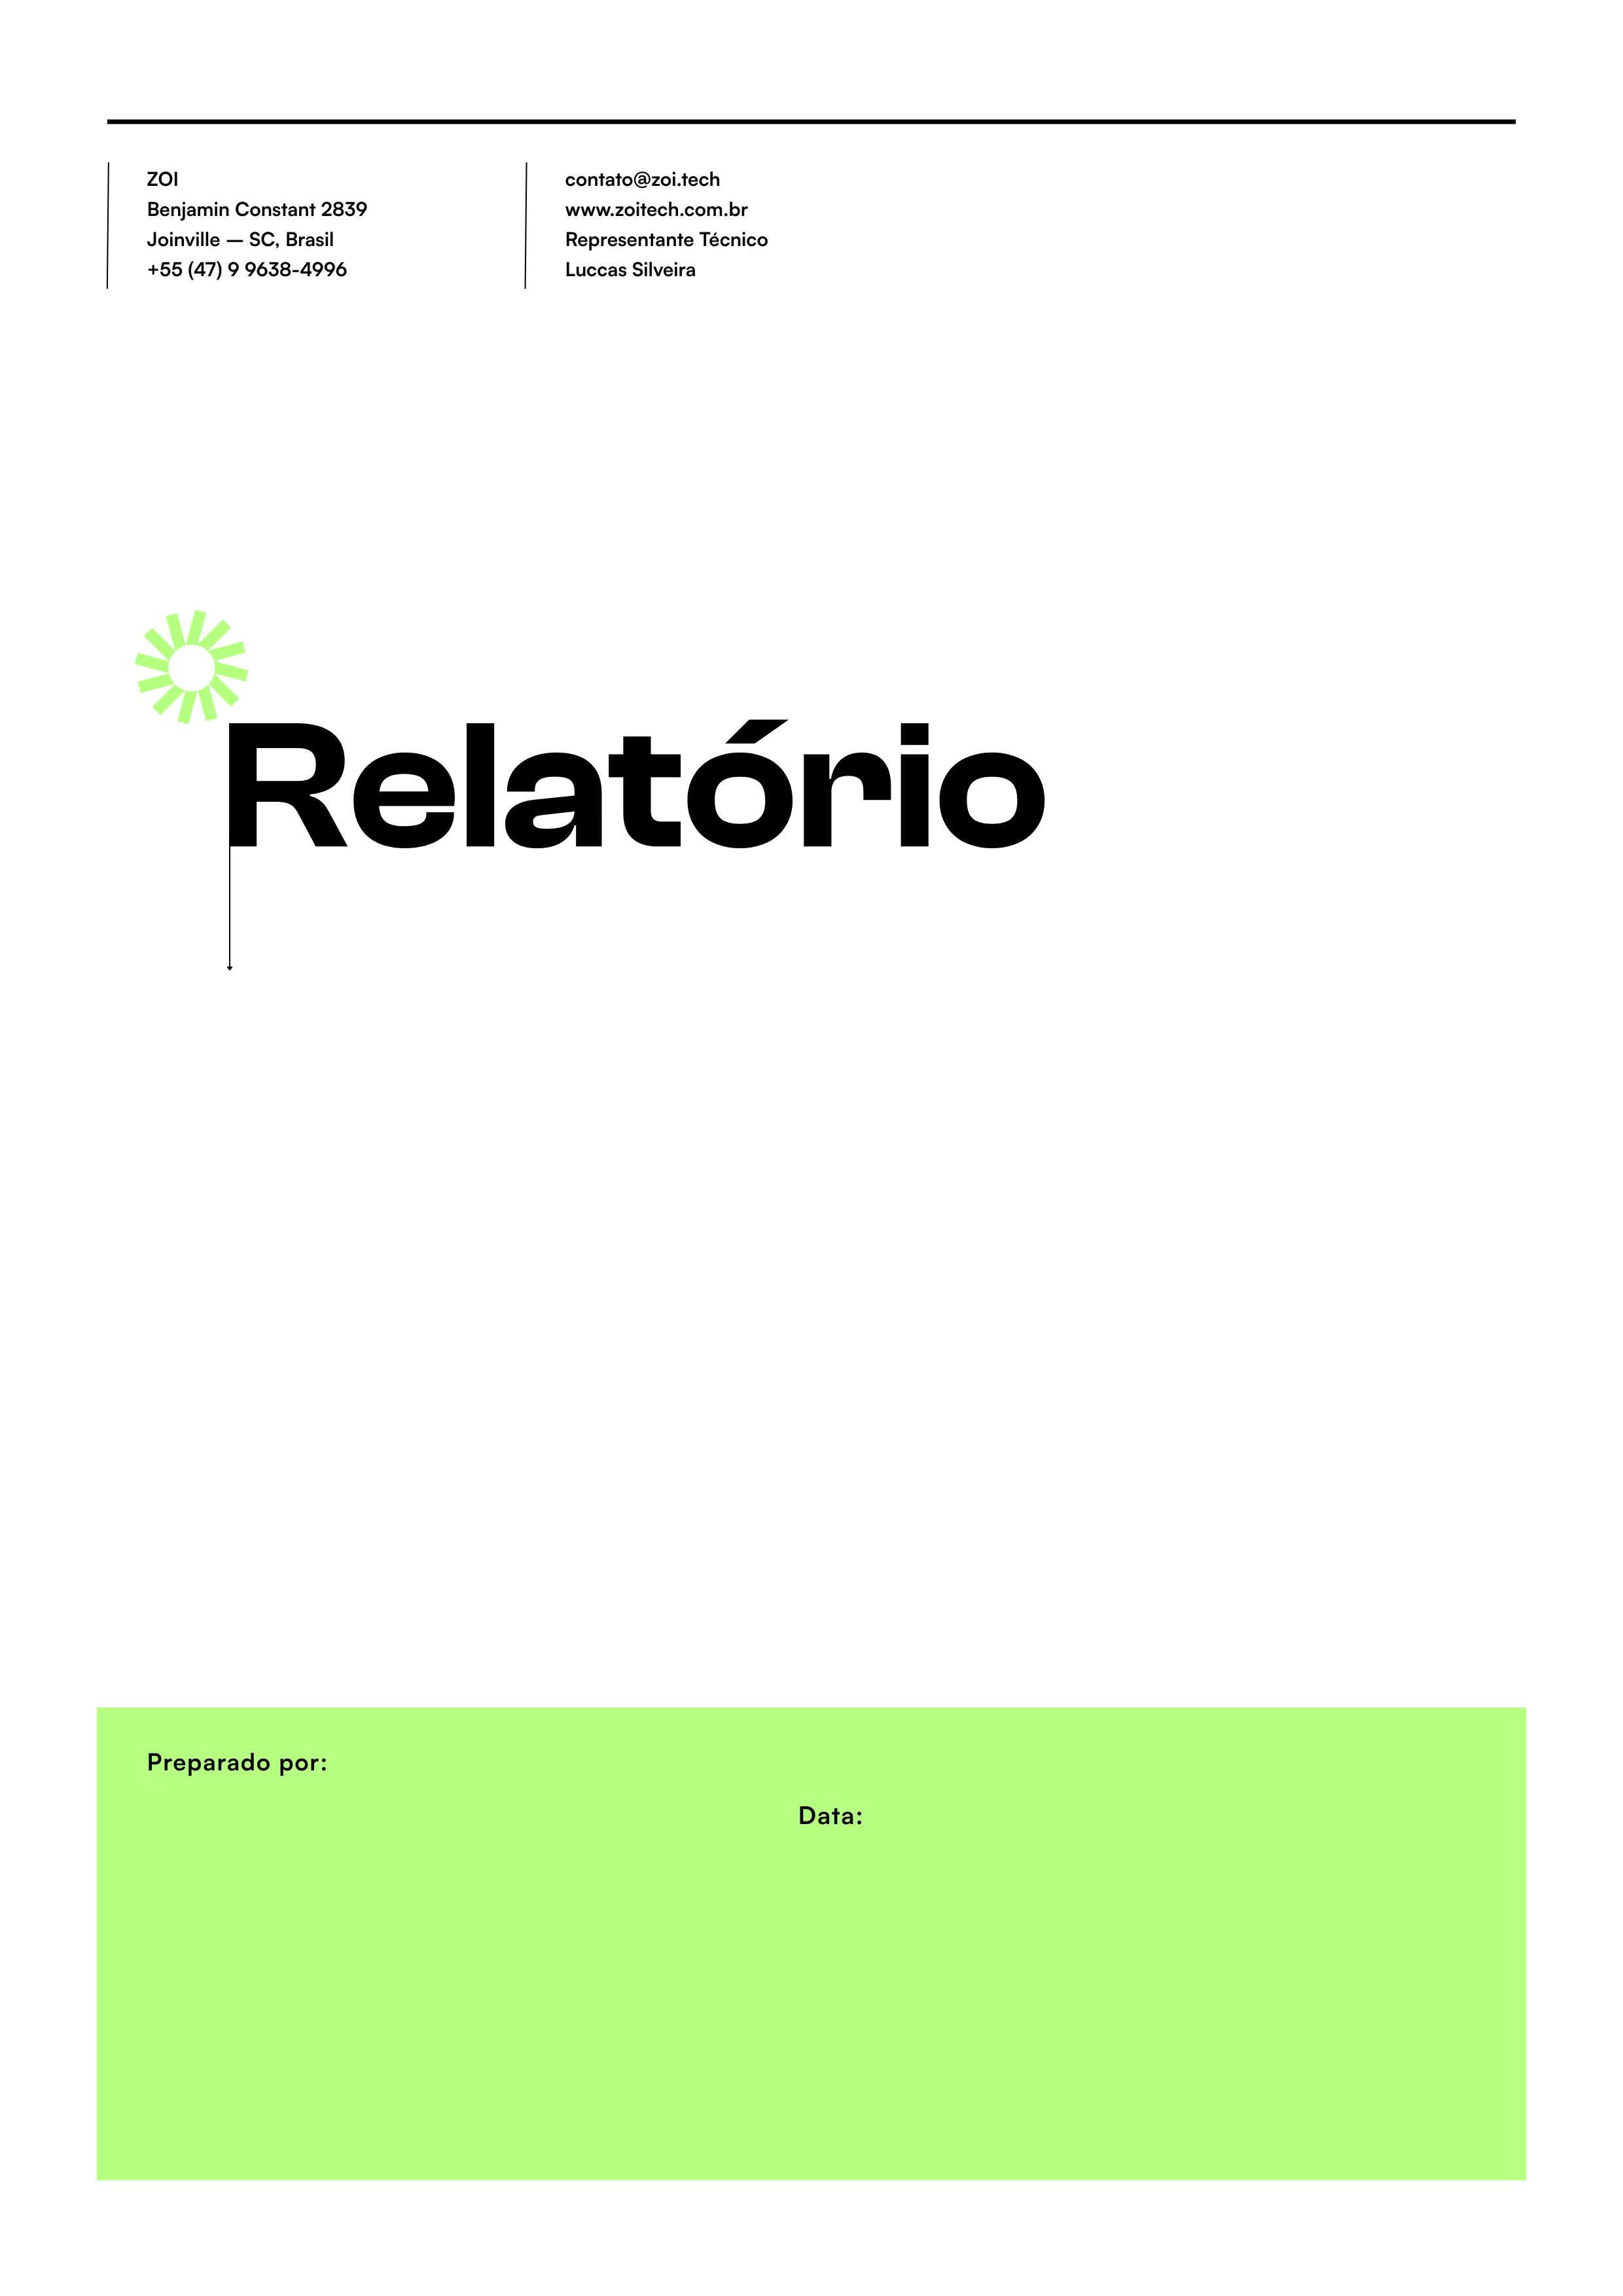 ZOI
Benjamin Constant 2839
Joinville — SC, Brasil
+55 (47) 9 9638-4996
contato@zoi.tech
www.zoitech.com.br
Representante Técnico
Luccas Silveira
Relatório
Preparado por:
Data: